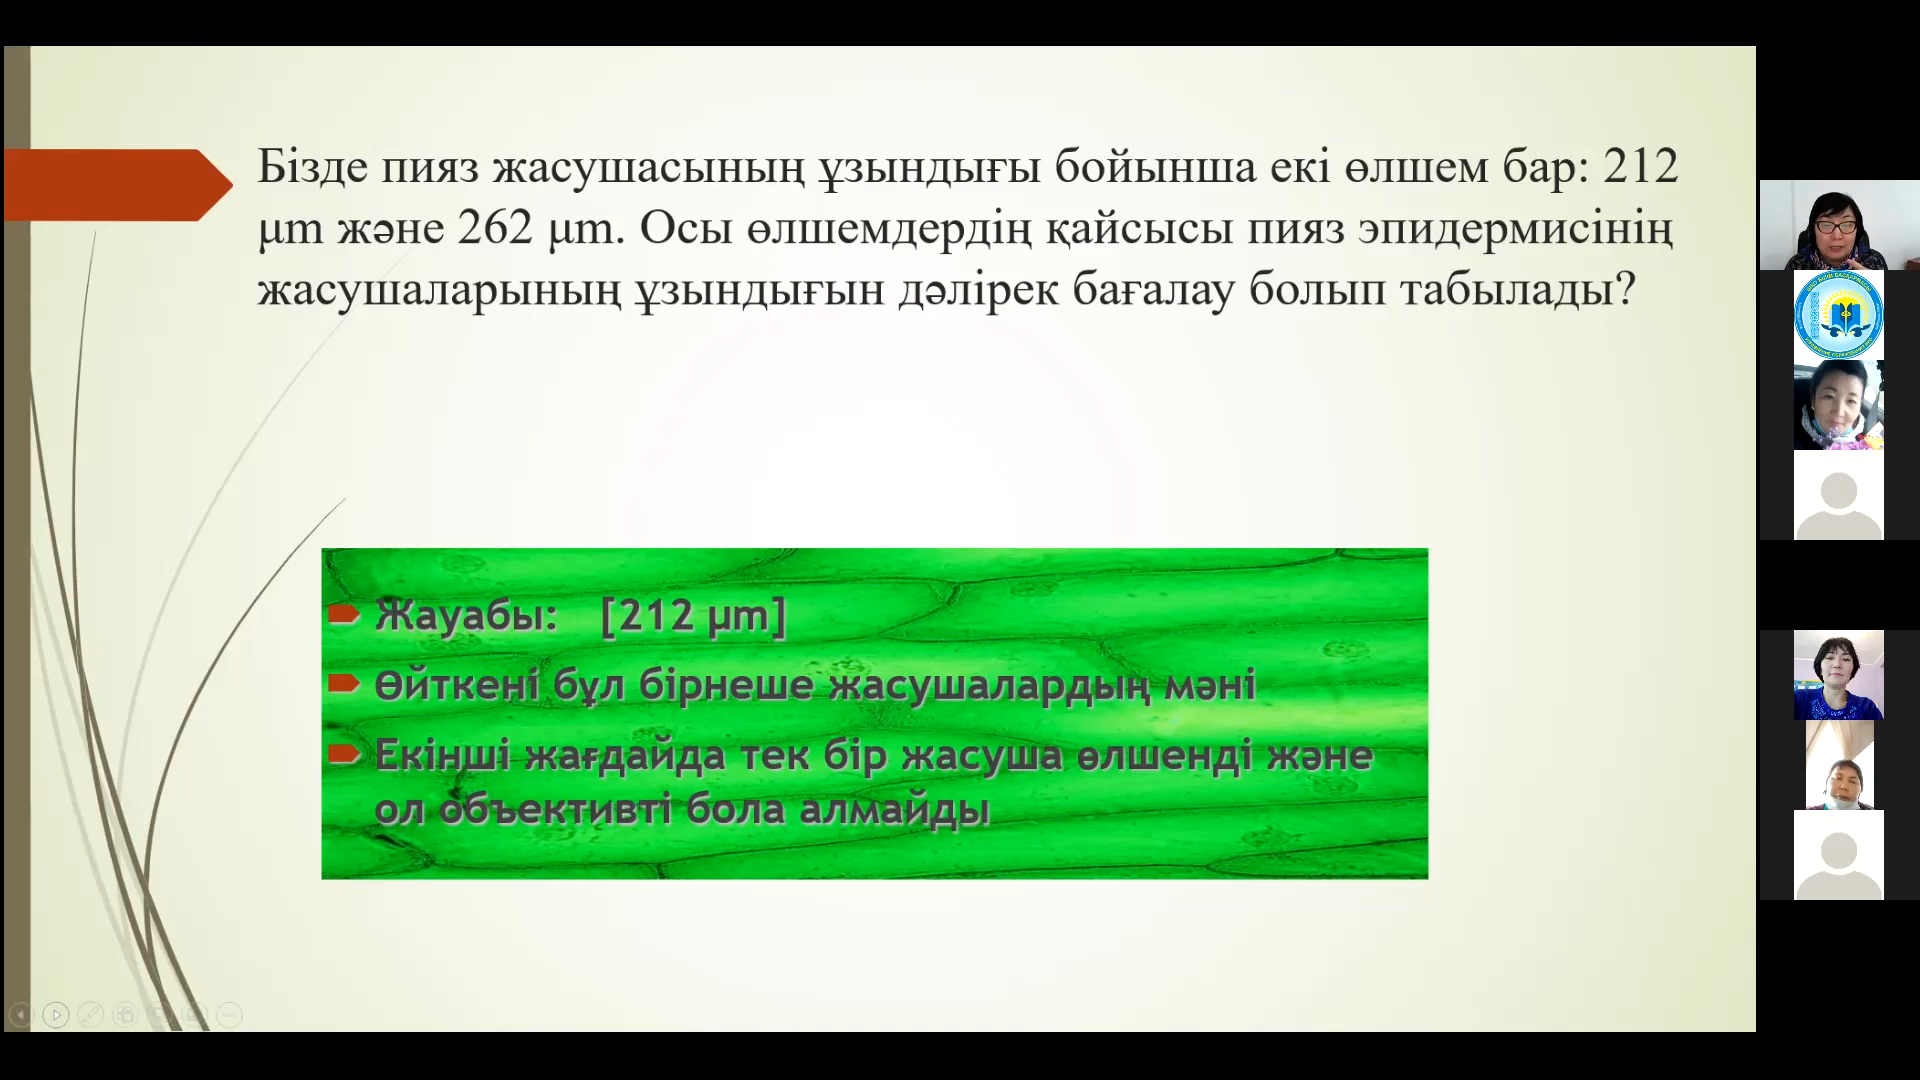 Бізде пияз жасушасының ұзындығы бойынша екі өлшем бар: 212
µm және 262 µm. Осы өлшемдердің қайсысы пияз эпидермисінің
жасушаларының ұзындығын дәлірек бағалау болып табылады?
Жауабы: [212 µm]
Өйткені бұл бірнеше жасушалардың мәні
Екінші жағдайда тек бір жасуша өлшенді және
ол объективті бола алмайды